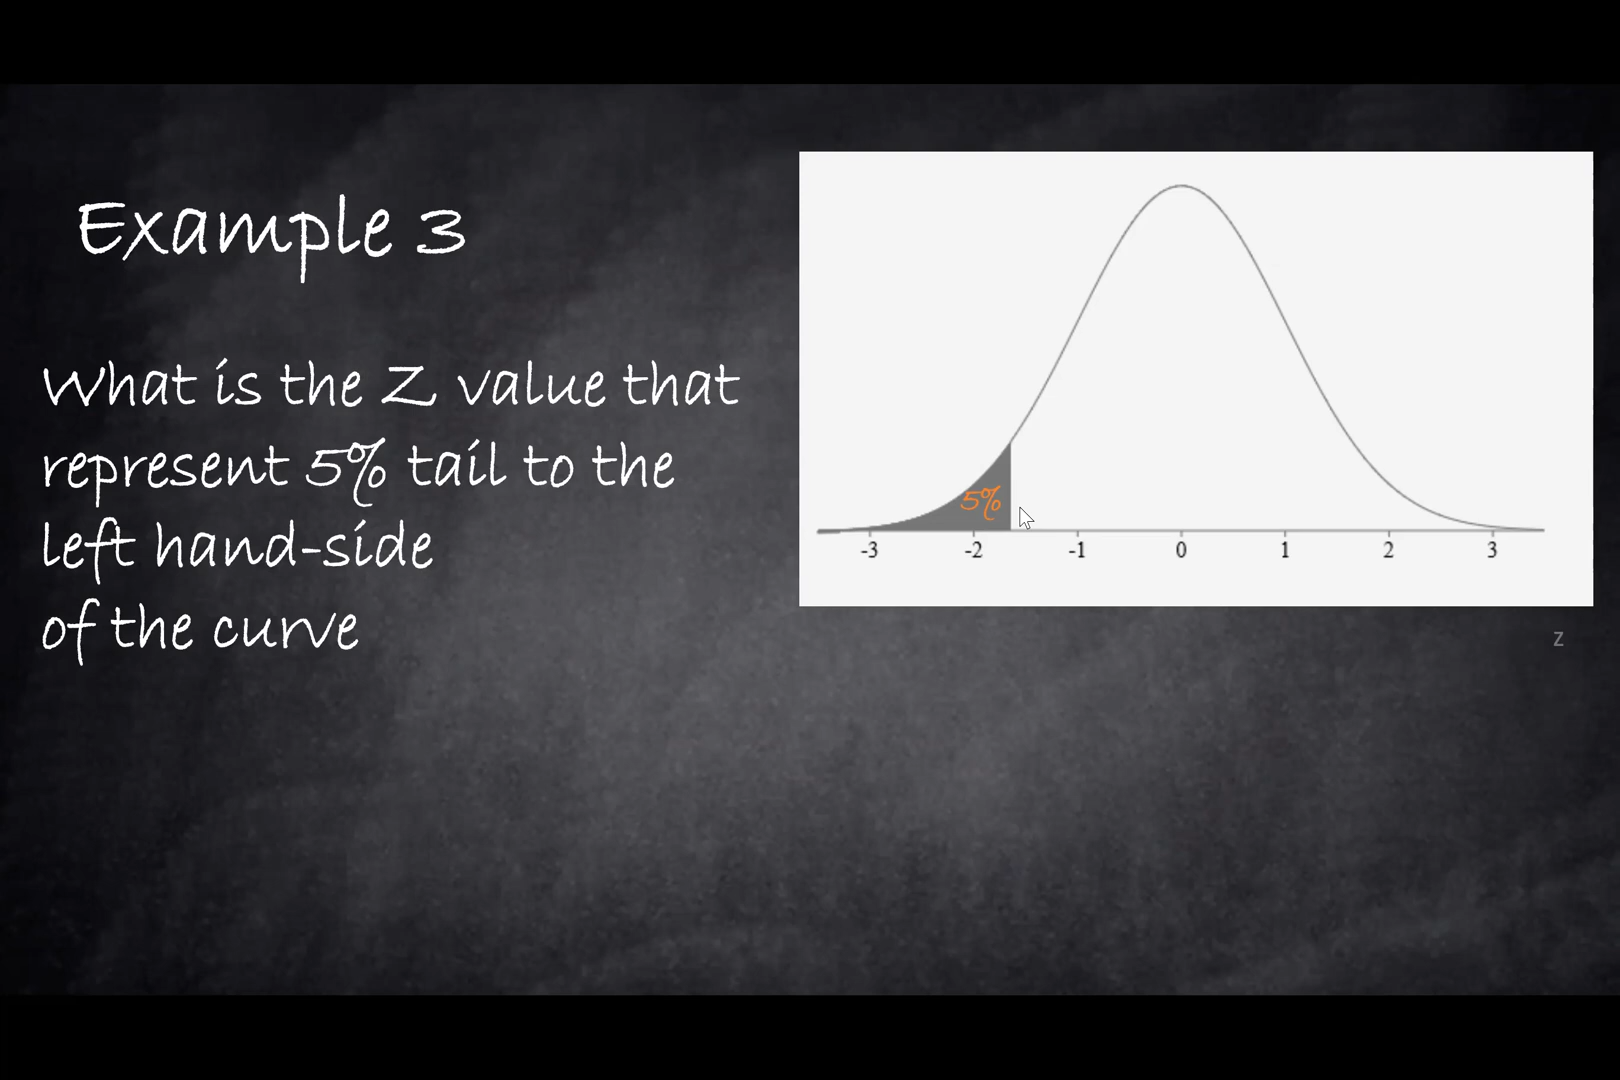 Example 3
What is the Z value that
represent 5% tail to the
left hand-side
of the curve
5%
-3 -2 -1 0 1 2 3
Z